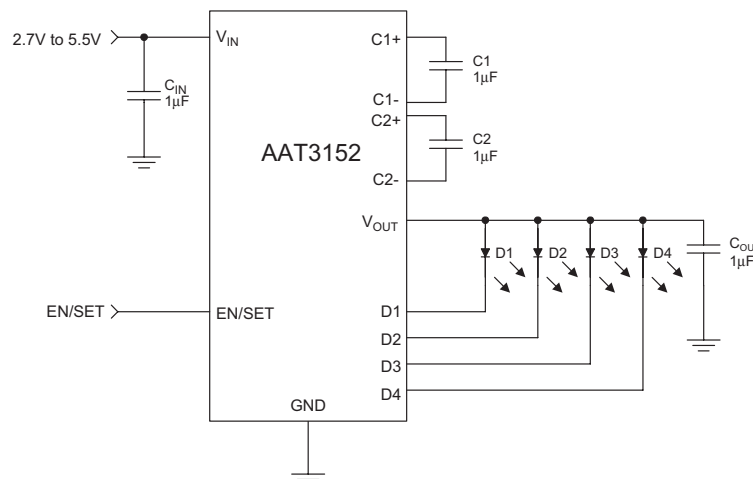 2.7V to 5.5V
VIN
C1+
C1
1µF
C1-
CIN
1µF
C2+
C2
1µF
C2-
AAT3152
VOUT
D1
D2
D3
D4
COU
1µF
EN/SET
EN/SET
D1
D2
D3
D4
GND